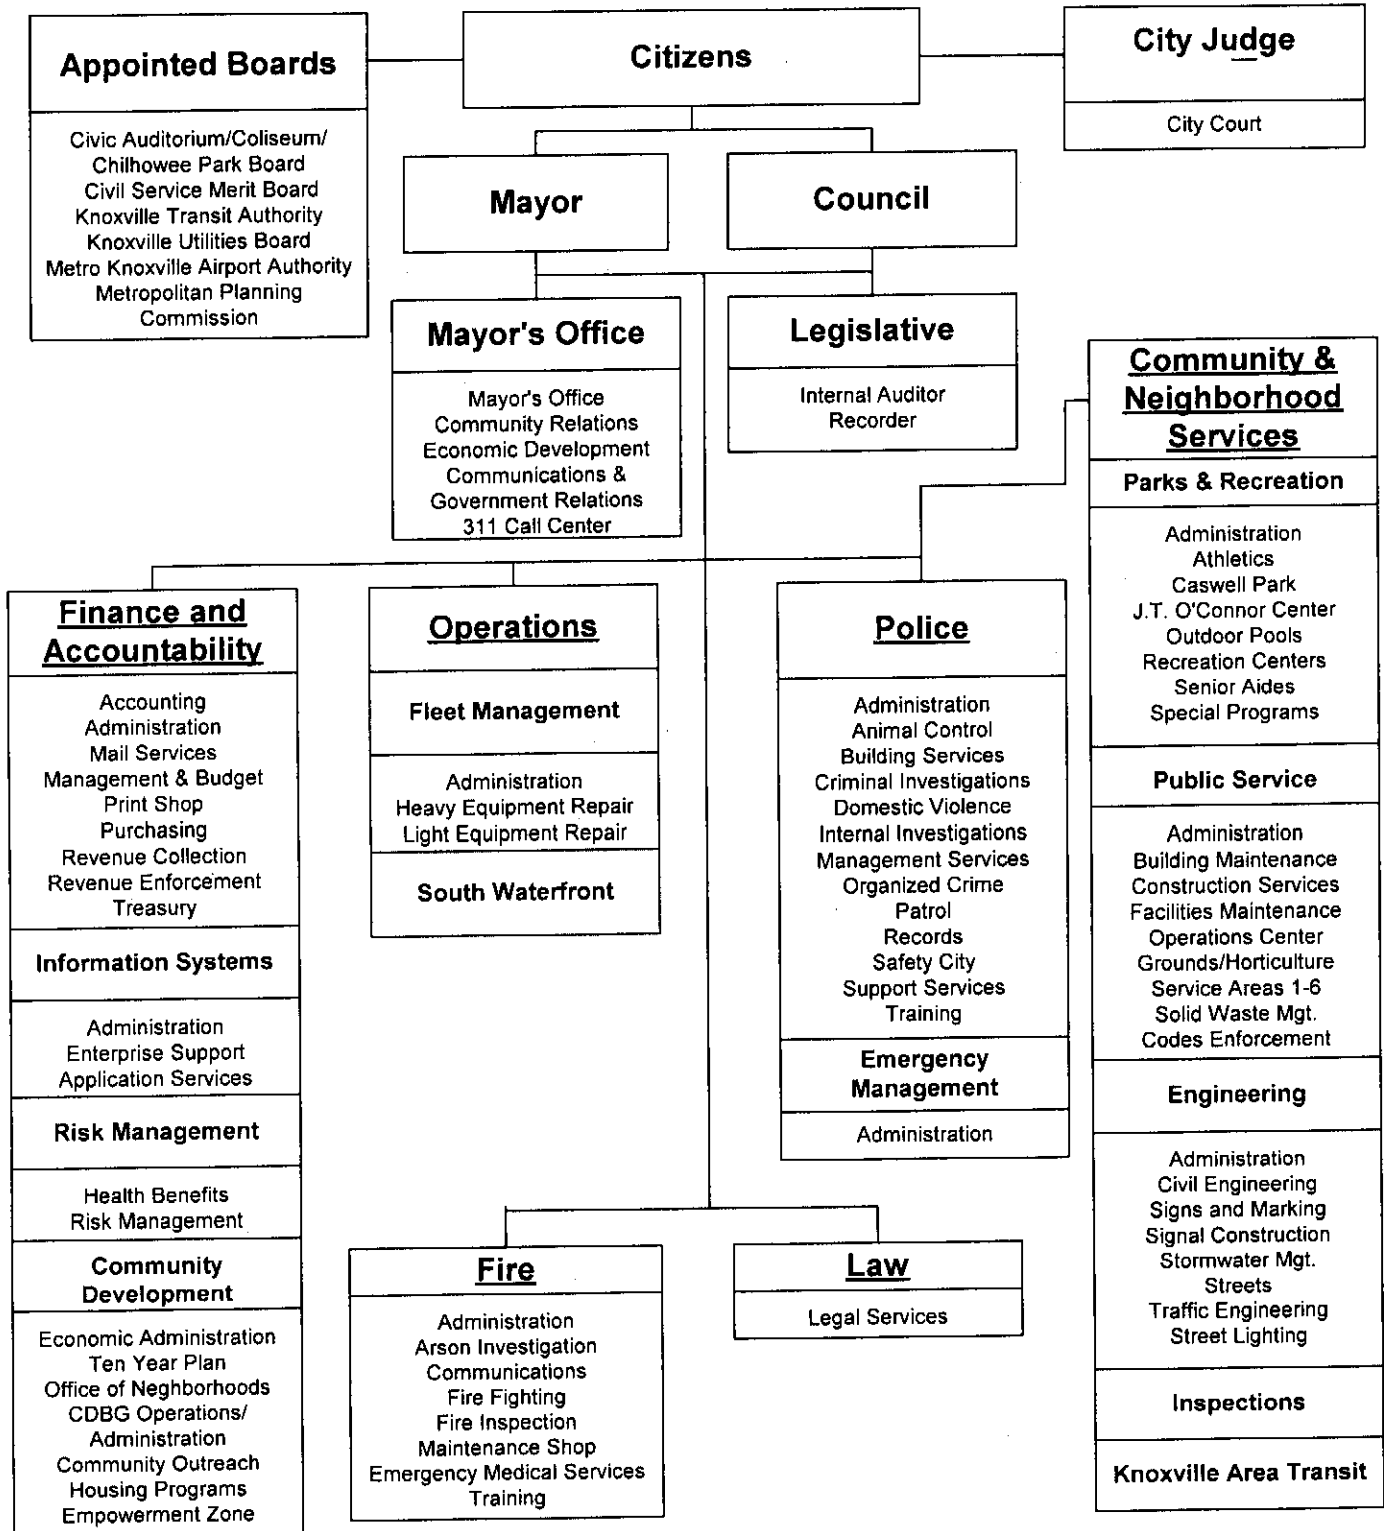 Appointed Boards
Civic Auditorium/Coliseum/
Chilhowee Park Board
Civil Service Merit Board
Knoxville Transit Authority
Knoxville Utilities Board
Metro Knoxville Airport Authority
Metropolitan Planning
Commission
Citizens
City Judge
City Court
Mayor
Council
Mayor's Office
Mayor's Office
Community Relations
Economic Development
Communications &
Government Relations
311 Call Center
Legislative
Internal Auditor
Recorder
Community &
Neighborhood
Services
Parks & Recreation
Administration
Athletics
Caswell Park
J.T. O'Connor Center
Outdoor Pools
Recreation Centers
Senior Aides
Special Programs
Public Service
Administration
Building Maintenance
Construction Services
Facilities Maintenance
Operations Center
Grounds/Horticulture
Service Areas 1-6
Solid Waste Mgt.
Codes Enforcement
Engineering
Administration
Civil Engineering
Signs and Marking
Signal Construction
Stormwater Mgt.
Streets
Traffic Engineering
Street Lighting
Inspections
Knoxville Area Transit
Finance and
Accountability
Accounting
Administration
Mail Services
Management & Budget
Print Shop
Purchasing
Revenue Collection
Revenue Enforcement
Treasury
Information Systems
Administration
Enterprise Support
Application Services
Risk Management
Health Benefits
Risk Management
Community
Development
Economic Administration
Ten Year Plan
Office of Neghborhoods
CDBG Operations/
Administration
Community Outreach
Housing Programs
Empowerment Zone
Operations
Fleet Management
Administration
Heavy Equipment Repair
Light Equipment Repair
South Waterfront
Police
Administration
Animal Control
Building Services
Criminal Investigations
Domestic Violence
Internal Investigations
Management Services
Organized Crime
Patrol
Records
Safety City
Support Services
Training
Emergency
Management
Administration
Fire
Administration
Arson Investigation
Communications
Fire Fighting
Fire Inspection
Maintenance Shop
Emergency Medical Services
Training
Law
Legal Services